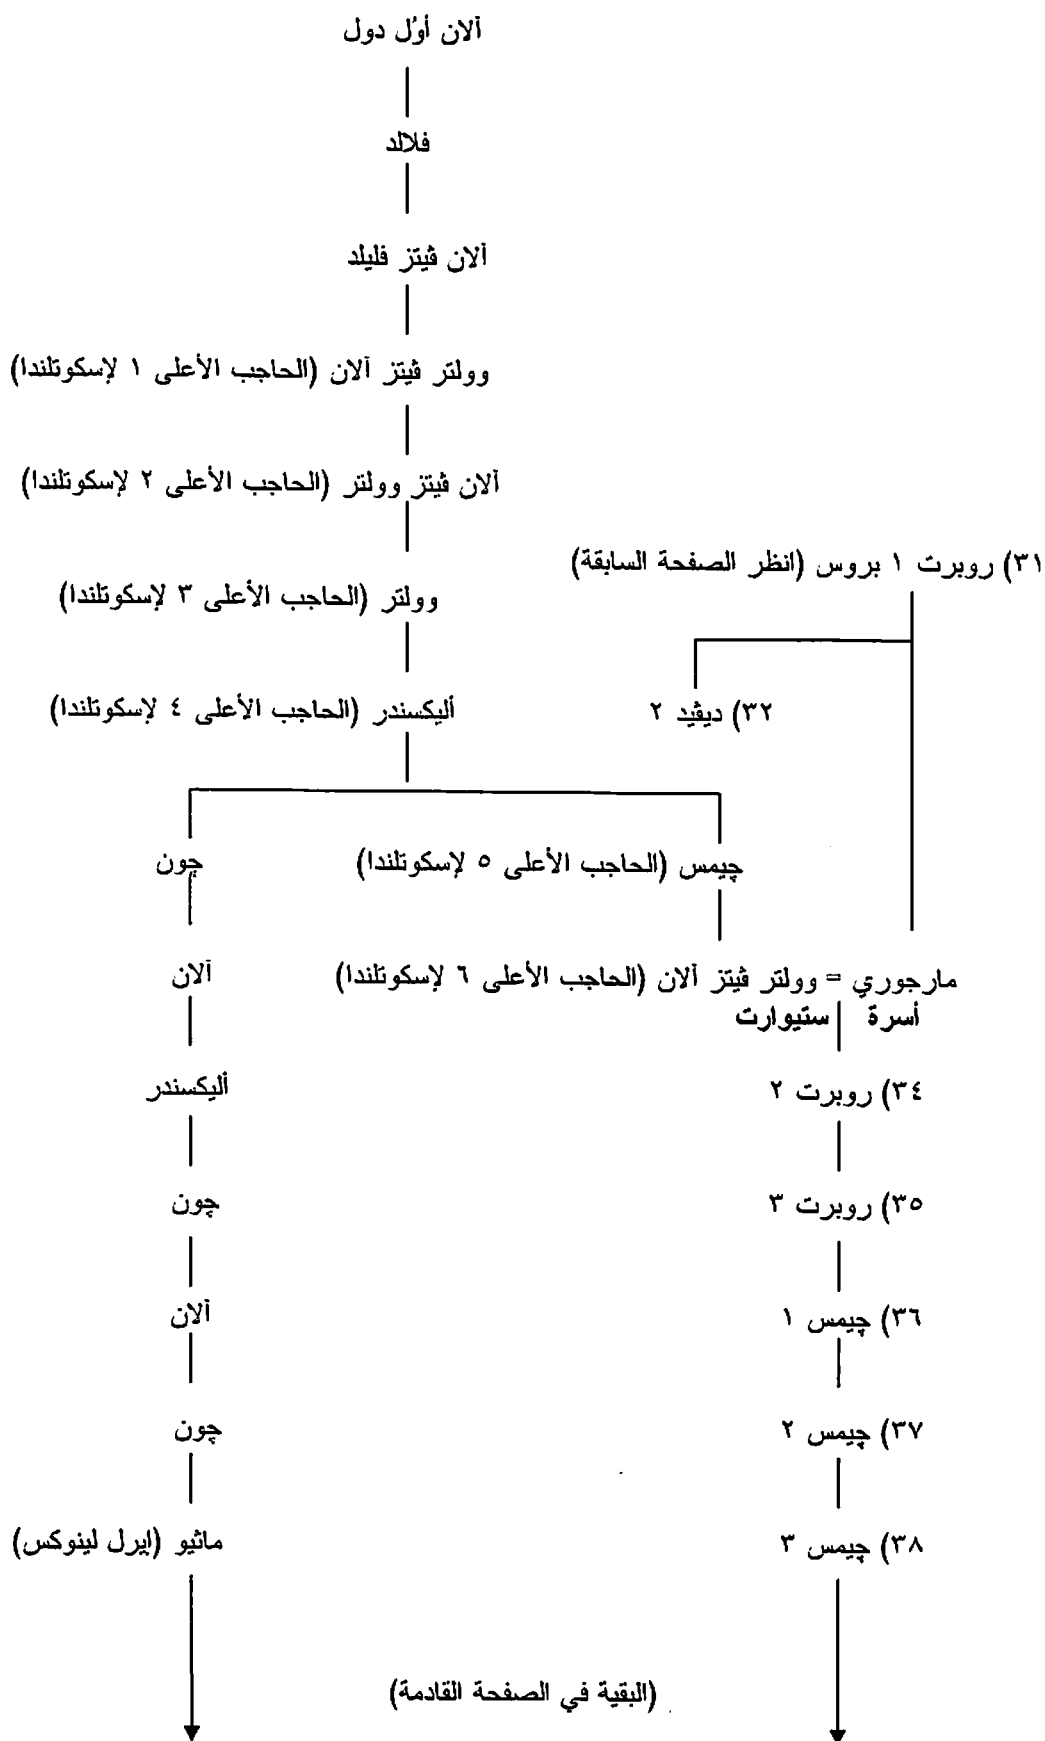 آلان أوّل دول
فلالد
آلان ڤيتز فليلد
وولتر ڤيتز آلان (الحاجب الأعلى ١ لإسكوتلندا)
آلان ڤيتز وولتر (الحاجب الأعلى ٢ لإسكوتلندا)
٣١) روبرت ١ بروس (انظر الصفحة السابقة)
وولتر (الحاجب الأعلى ٣ لإسكوتلندا)
٣٢) ديڤيد ٢
أليكسندر (الحاجب الأعلى ٤ لإسكوتلندا)
چيمس (الحاجب الأعلى ٥ لإسكوتلندا)
چون
مارجوري = وولتر ڤيتز آلان (الحاجب الأعلى ٦ لإسكوتلندا)
آلان
أسرة ستيوارت
٣٤) روبرت ٢
أليكسندر
٣٥) روبرت ٣
چون
٣٦) چيمس ١
آلان
٣٧) چيمس ٢
چون
٣٨) چيمس ٣
ماثيو (إيرل لينوكس)
(البقية في الصفحة القادمة)